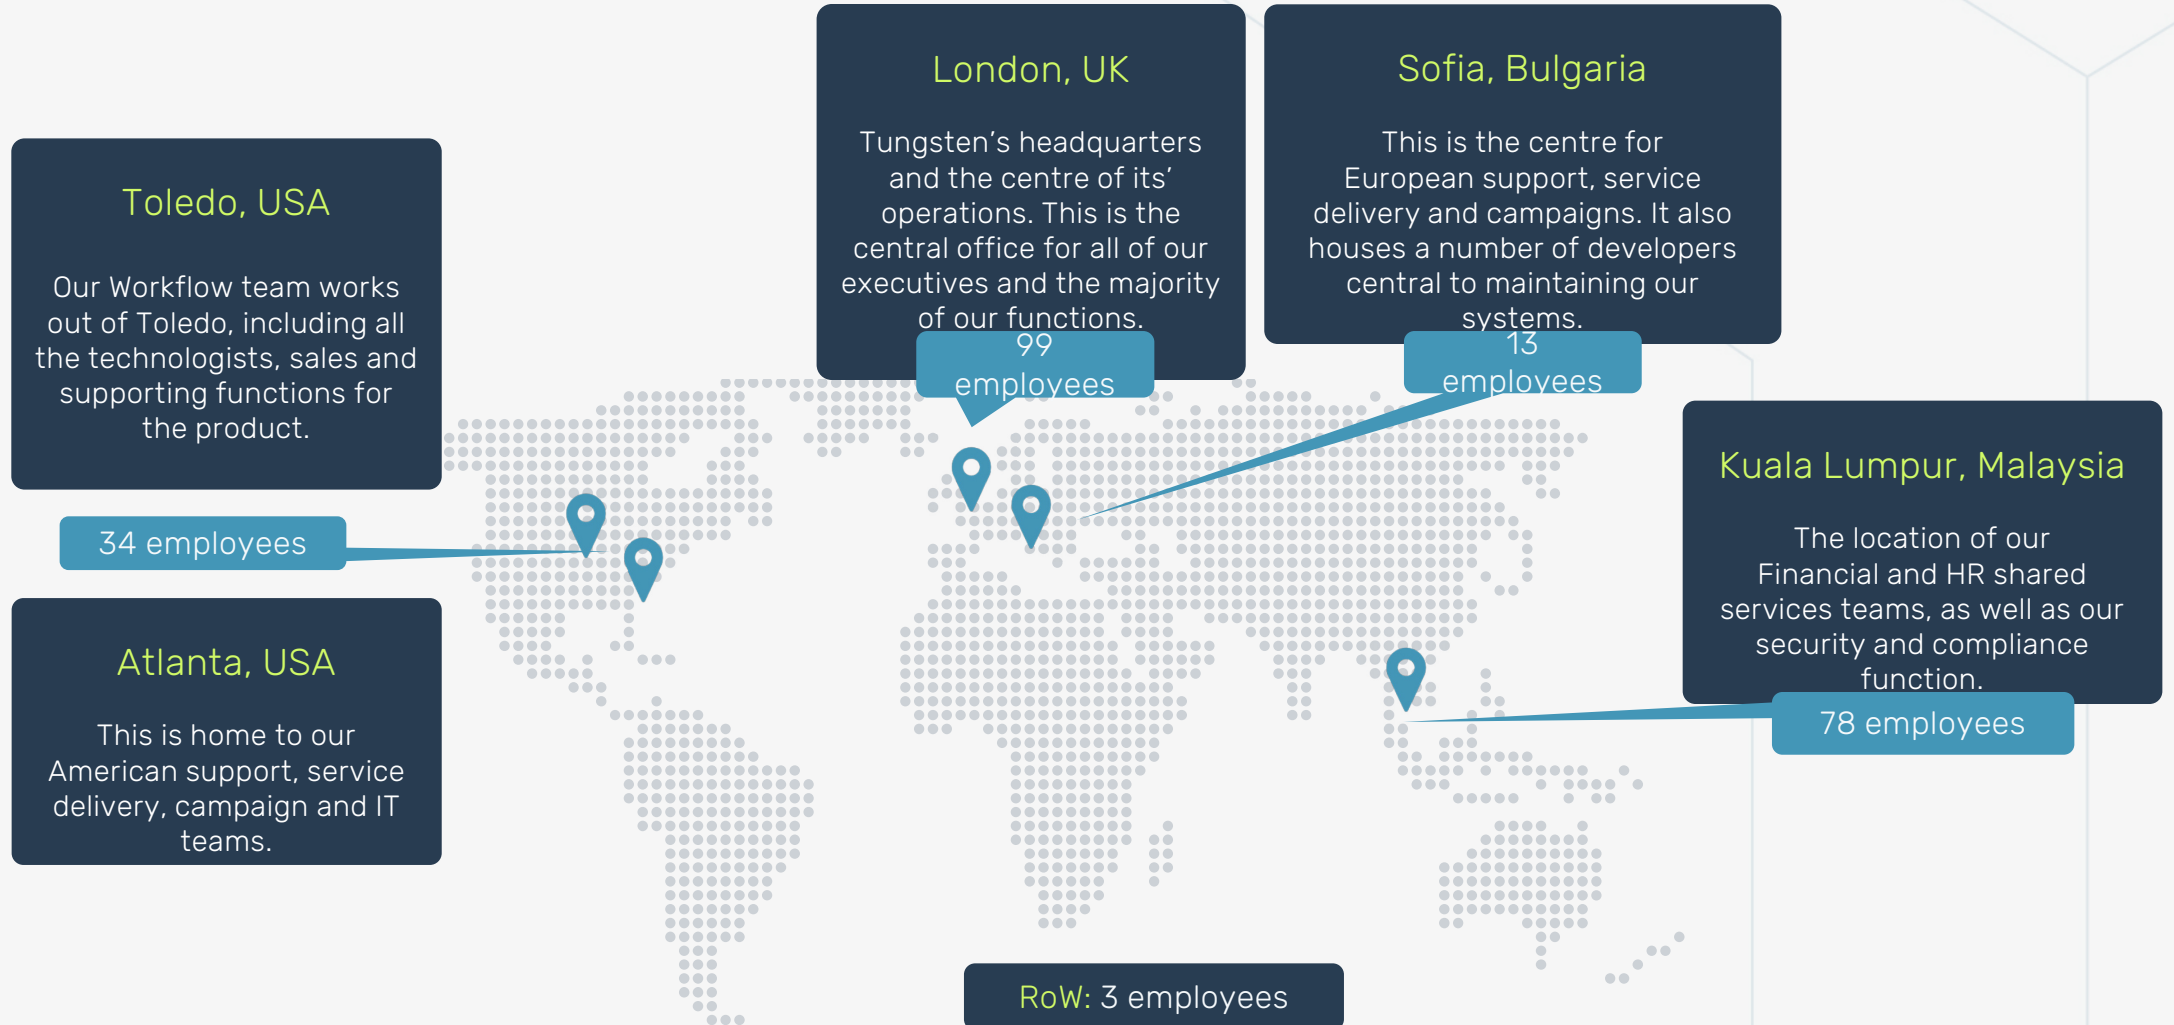 London, UK
Tungsten’s headquarters
and the centre of its’
operations. This is the
central office for all of our
executives and the majority
of our functions.
99
employees
Sofia, Bulgaria
This is the centre for
European support, service
delivery and campaigns. It also
houses a number of developers
central to maintaining our
systems.
13
employees
Toledo, USA
Our Workflow team works
out of Toledo, including all
the technologists, sales and
supporting functions for
the product.
34 employees
Kuala Lumpur, Malaysia
The location of our
Financial and HR shared
services teams, as well as our
security and compliance
function.
78 employees
Atlanta, USA
This is home to our
American support, service
delivery, campaign and IT
teams.
RoW: 3 employees